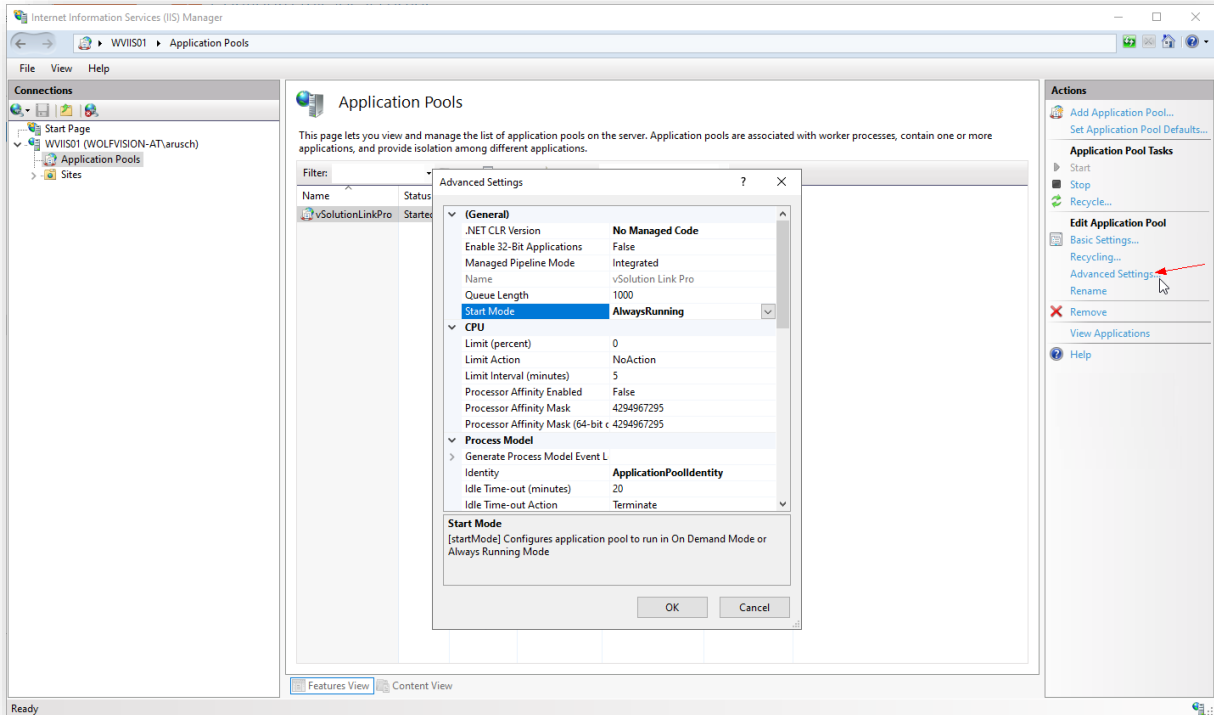 Internet Information Services (IIS) Manager
WVIIS01 Application Pools
File View Help
Connections
Start Page
WVIIS01 (WOLFVISION-AT\arusch)
Application Pools
Sites
Application Pools
This page lets you view and manage the list of application pools on the server. Application pools are associated with worker processes, contain one or more
applications, and provide isolation among different applications.
Filter:
Name Status
vSolutionLinkPro Started
Advanced Settings ?
(General)
.NET CLR Version No Managed Code
Enable 32-Bit Applications False
Managed Pipeline Mode Integrated
Name vSolution Link Pro
Queue Length 1000
Start Mode AlwaysRunning
CPU
Limit (percent) 0
Limit Action NoAction
Limit Interval (minutes) 5
Processor Affinity Enabled False
Processor Affinity Mask 4294967295
Processor Affinity Mask (64-bit c 4294967295
Process Model
Generate Process Model Event L
Identity ApplicationPoolIdentity
Idle Time-out (minutes) 20
Idle Time-out Action Terminate
Start Mode
[startMode] Configures application pool to run in On Demand Mode or
Always Running Mode
OK Cancel
Features View Content View
Actions
Add Application Pool...
Set Application Pool Defaults...
Application Pool Tasks
Start
Stop
Recycle...
Edit Application Pool
Basic Settings...
Recycling...
Advanced Settings...
Rename
Remove
View Applications
Help
Ready